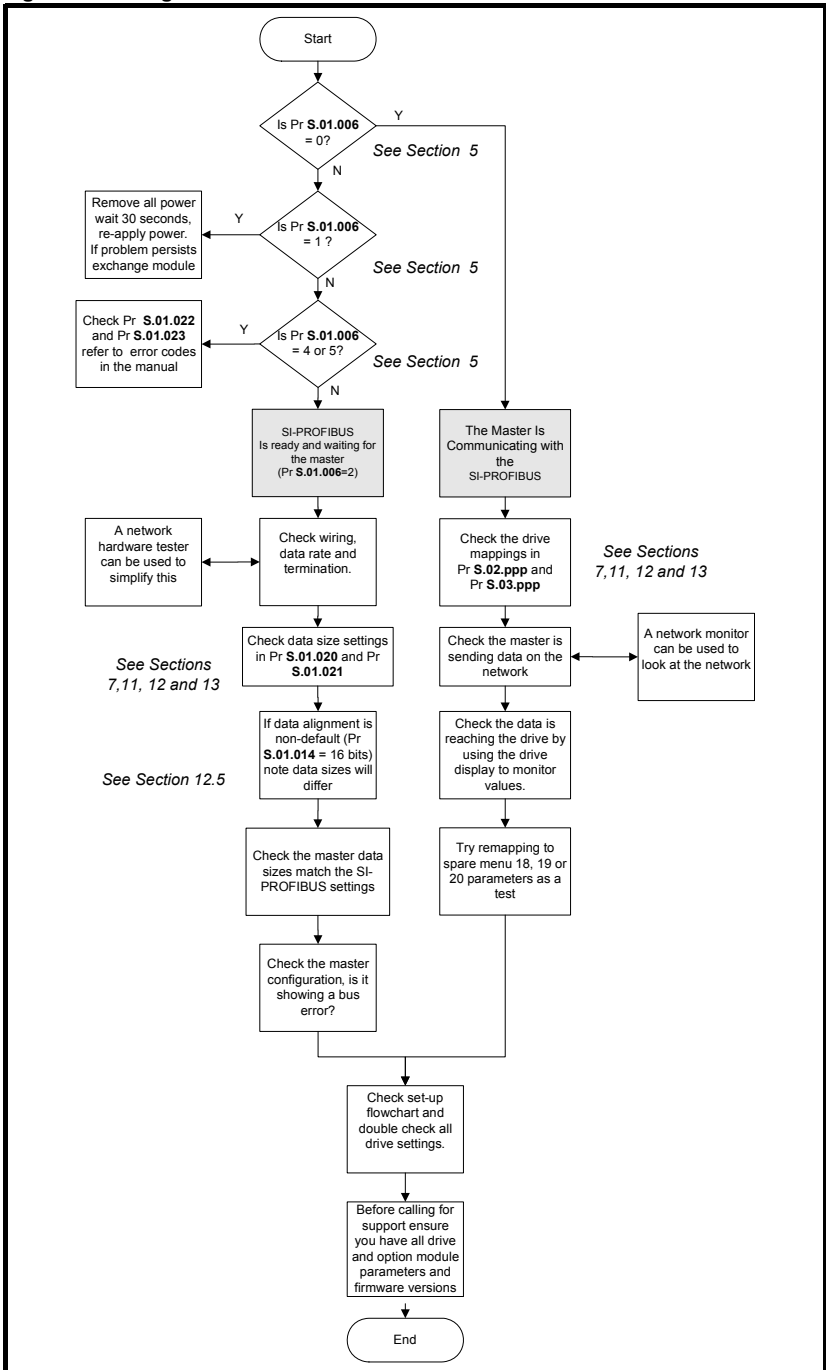 Start
Is Pr S.01.006
= 0?
Y
See Section 5
N
Remove all power
wait 30 seconds,
re-apply power.
If problem persists
exchange module
Y
Is Pr S.01.006
= 1 ?
See Section 5
N
Check Pr S.01.022
and Pr S.01.023
refer to error codes
in the manual
Y
Is Pr S.01.006
= 4 or 5?
See Section 5
N
SI-PROFIBUS
Is ready and waiting for
the master
(Pr S.01.006=2)
The Master Is
Communicating with
the
SI-PROFIBUS
A network
hardware tester
can be used to
simplify this
Check wiring,
data rate and
termination.
Check the drive
mappings in
Pr S.02.ppp and
Pr S.03.ppp
See Sections
7,11, 12 and 13
See Sections
7,11, 12 and 13
Check data size settings
in Pr S.01.020 and Pr
S.01.021
Check the master is
sending data on the
network
A network monitor
can be used to
look at the network
See Section 12.5
If data alignment is
non-default (Pr
S.01.014 = 16 bits)
note data sizes will
differ
Check the data is
reaching the drive by
using the drive
display to monitor
values.
Check the master data
sizes match the SI-
PROFIBUS settings
Try remapping to
spare menu 18, 19 or
20 parameters as a
test
Check the master
configuration, is it
showing a bus
error?
Check set-up
flowchart and
double check all
drive settings.
Before calling for
support ensure
you have all drive
and option module
parameters and
firmware versions
End